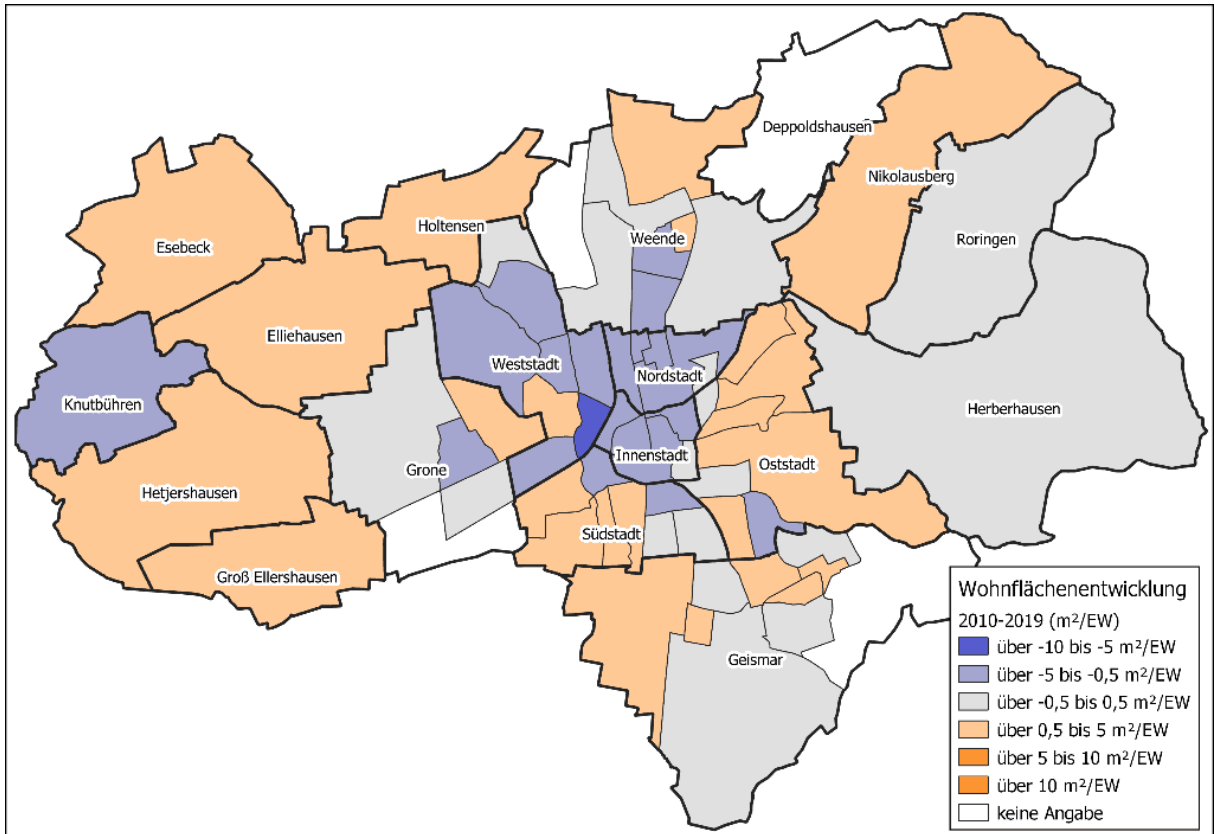 Deppoldshausen
Nikolausberg
Holtensen
Weende
Roringen
Esebeck
Elliehausen
Weststadt
Nordstadt
Knutbühren
Herberhausen
Innenstadt
Grone
Oststadt
Hetjershausen
Südstadt
Groß Ellershausen
Geismar
Wohnflächenentwicklung
2010-2019 (m²/EW)
über -10 bis -5 m²/EW
über -5 bis -0,5 m²/EW
über -0,5 bis 0,5 m²/EW
über 0,5 bis 5 m²/EW
über 5 bis 10 m²/EW
über 10 m²/EW
keine Angabe